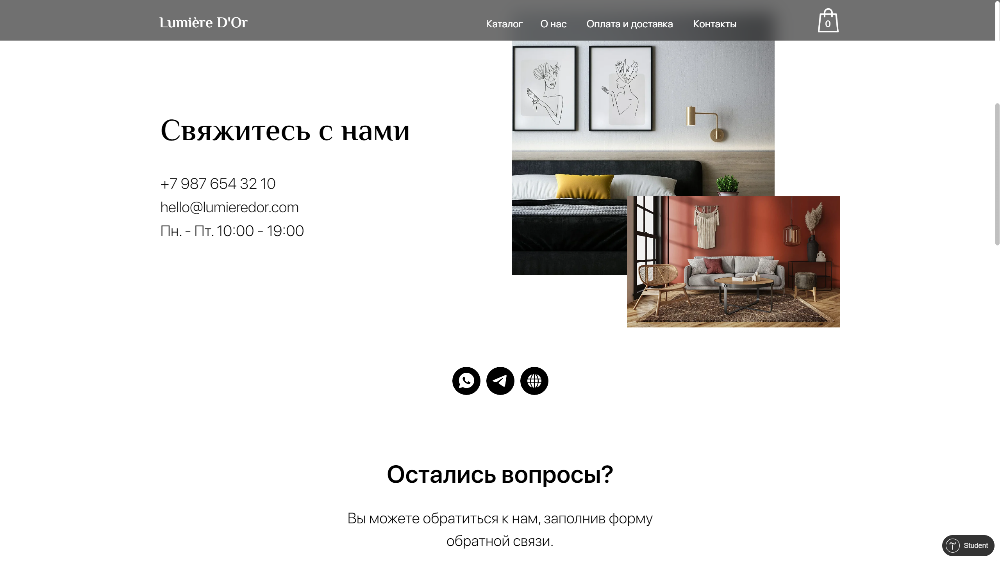 Lumière D'Or
Каталог
О нас
Оплата и доставка
Контакты
0
Свяжитесь с нами
+7 987 654 32 10
hello@lumieredor.com
Пн. - Пт. 10:00 - 19:00
Остались вопросы?
Вы можете обратиться к нам, заполнив форму
обратной связи.
Student